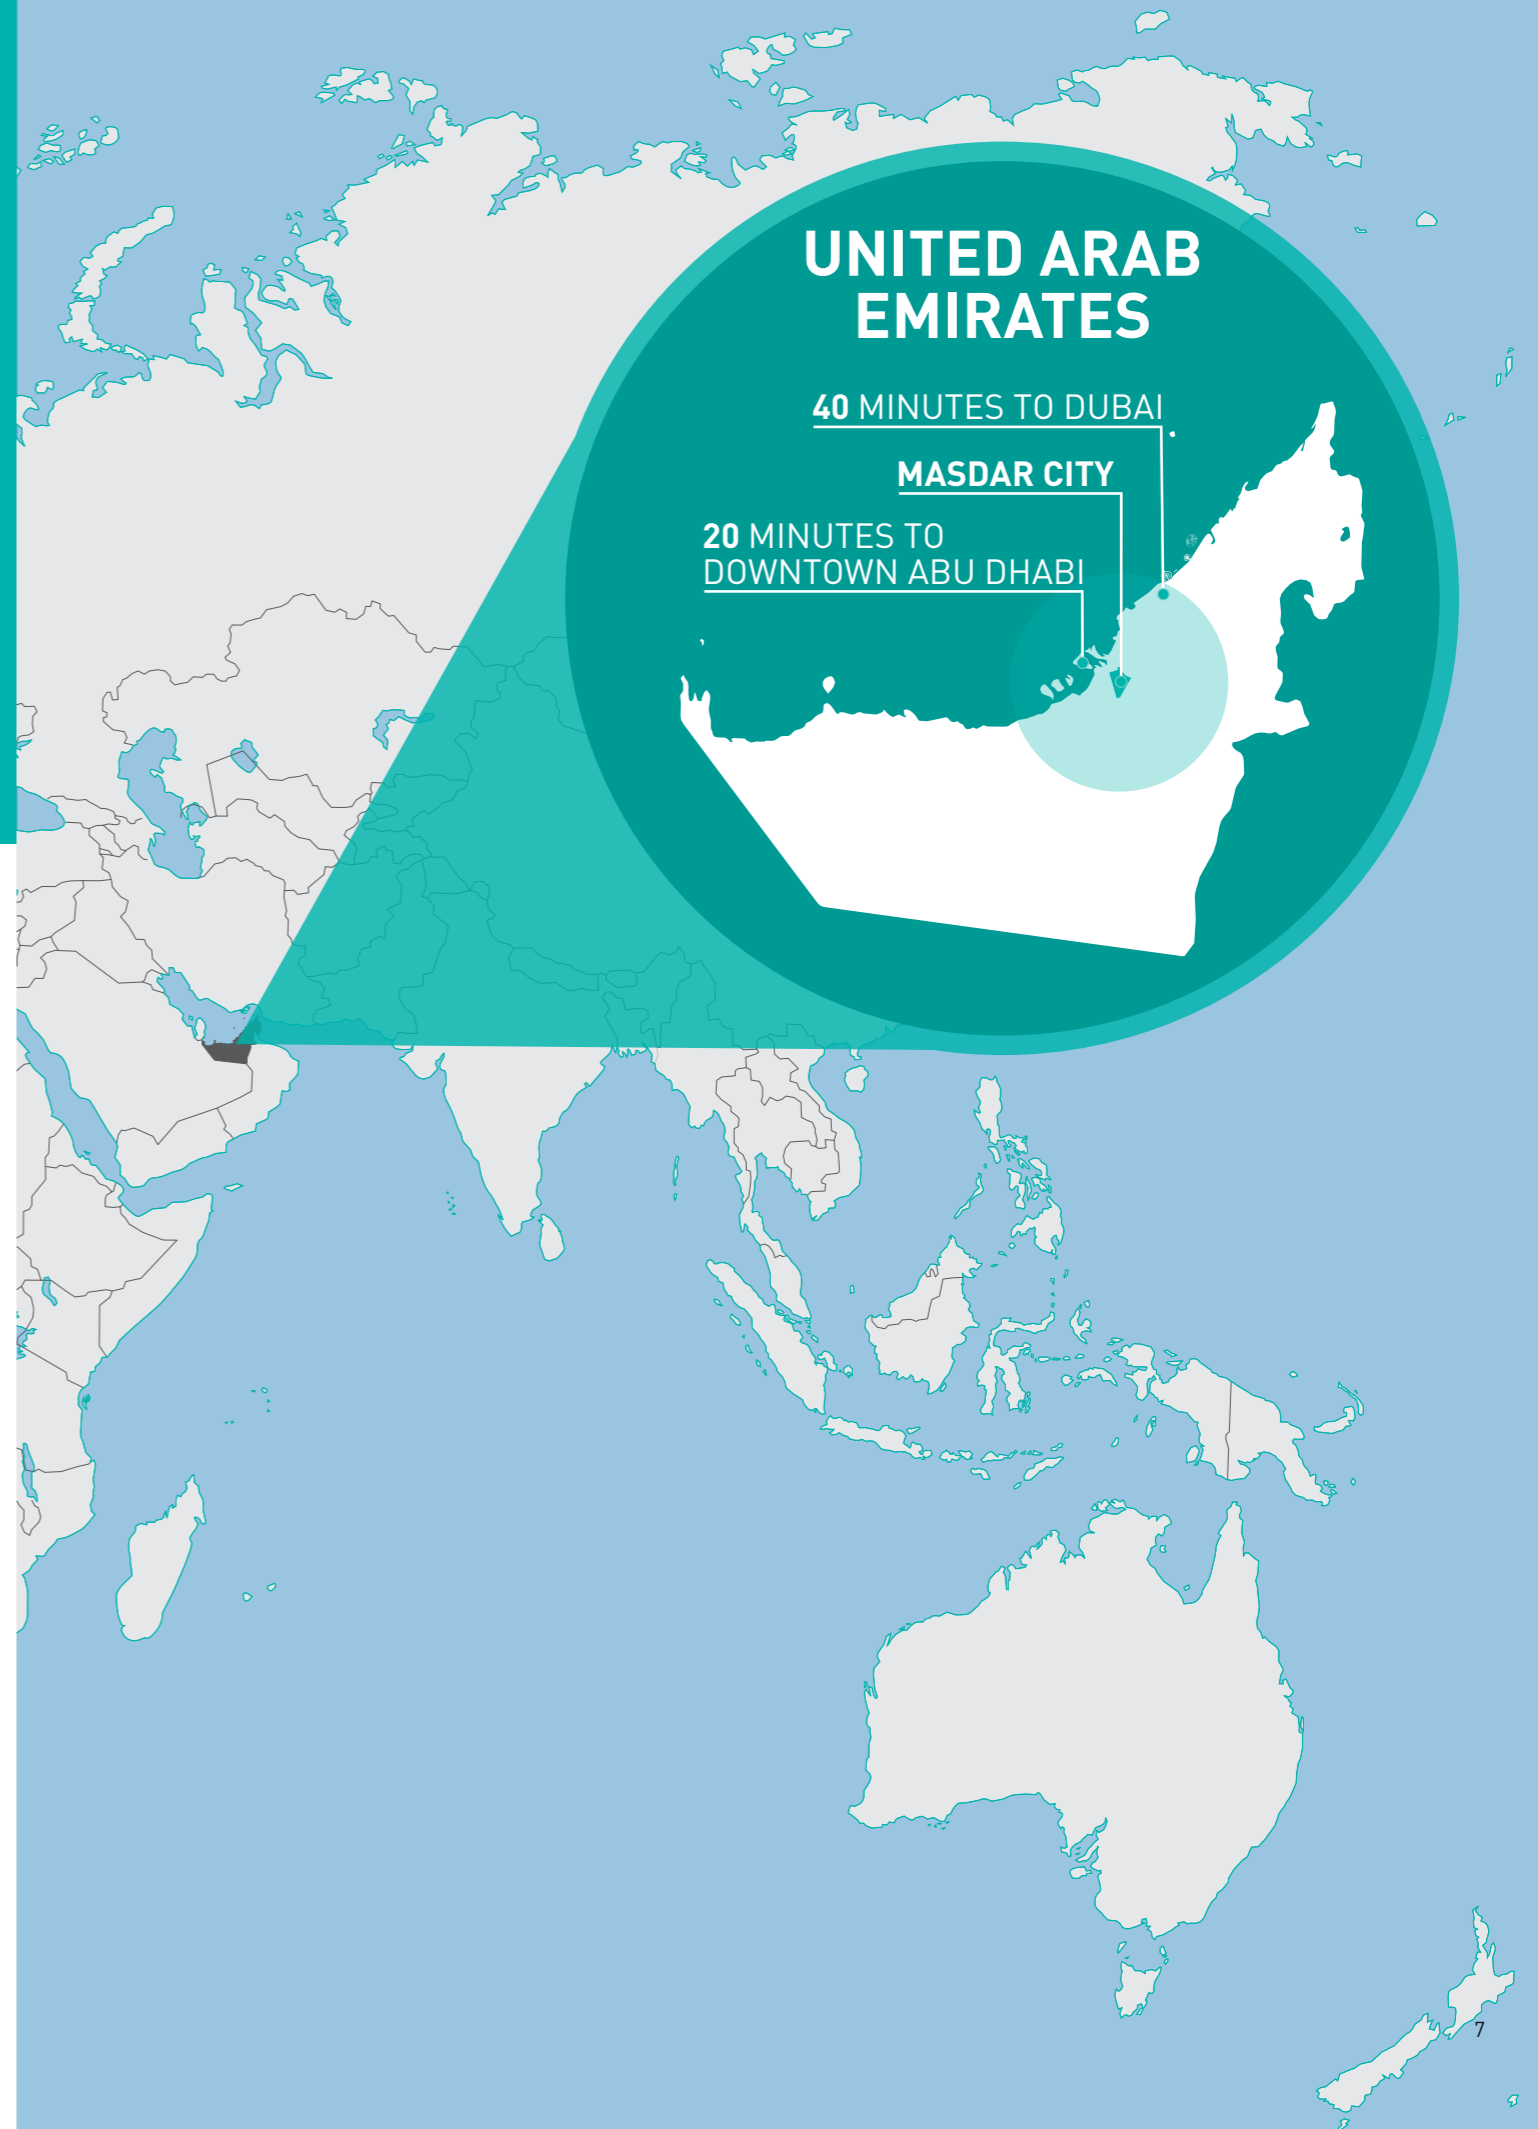 UNITED ARAB
EMIRATES
40 MINUTES TO DUBAI
MASDAR CITY
20 MINUTES TO
DOWNTOWN ABU DHABI
7